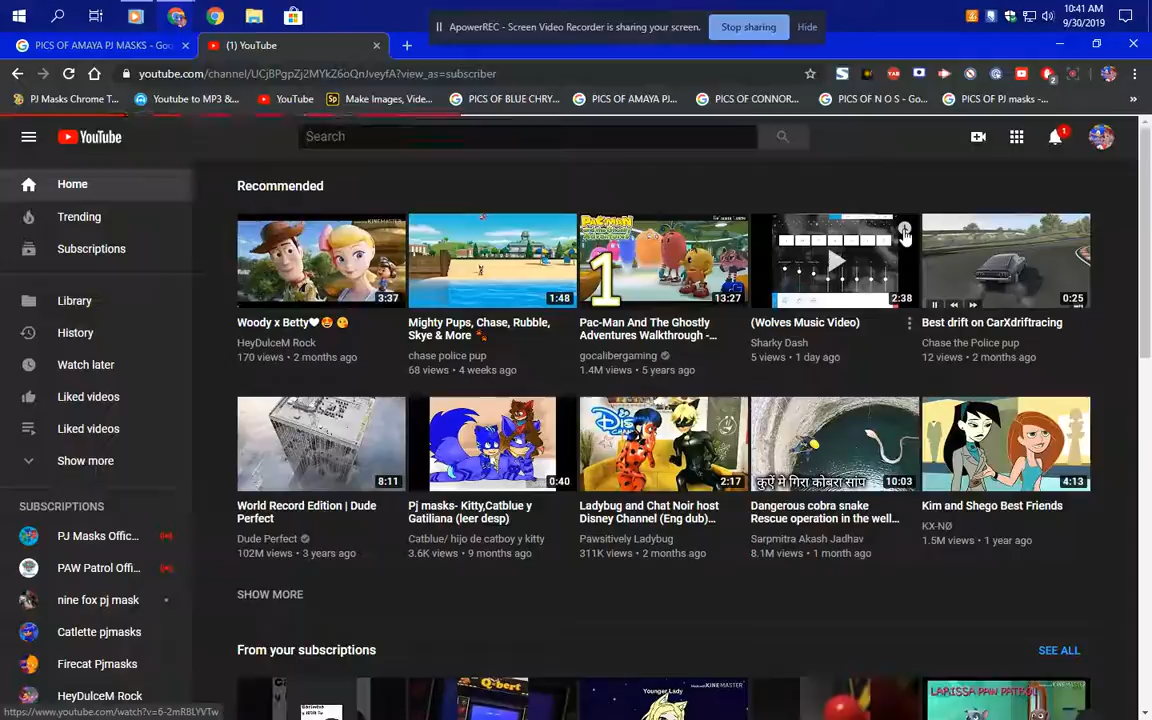 10:41 AM
9/30/2019
ApowerREC - Screen Video Recorder is sharing your screen.
Stop sharing
Hide
PICS OF AMAYA PJ MASKS - Goo
(1) YouTube
youtube.com/channel/UCjBPgpZj2MYkZ6oQnJveyfA?view_as=subscriber
PJ Masks Chrome T...
Youtube to MP3 &...
YouTube
Make Images, Vide...
PICS OF BLUE CHRY...
PICS OF AMAYA PJ...
PICS OF CONNOR...
PICS OF N O S - Go...
PICS OF PJ masks -...
YouTube
Search
1
Home
Trending
Subscriptions
Library
History
Watch later
Liked videos
Liked videos
Show more
SUBSCRIPTIONS
PJ Masks Offic...
PAW Patrol Offi...
nine fox pj mask
Catlette pjmasks
Firecat Pjmasks
HeyDulceM Rock
Recommended
3:37
1:48
PAC-MAN
1
13:27
2:38
0:25
Woody x Betty❤️🤩😘
HeyDulceM Rock
170 views • 2 months ago
Mighty Pups, Chase, Rubble,
Skye & More 🐾
chase police pup
68 views • 4 weeks ago
Pac-Man And The Ghostly
Adventures Walkthrough -...
gocalibergaming
1.4M views • 5 years ago
(Wolves Music Video)
Sharky Dash
5 views • 1 day ago
Best drift on CarXdriftracing
Chase the Police pup
12 views • 2 months ago
8:11
0:40
2:17
कुएँ मे गिरा कोबरा सांप
10:03
4:13
World Record Edition | Dude
Perfect
Dude Perfect
102M views • 3 years ago
Pj masks- Kitty,Catblue y
Gatiliana (leer desp)
Catblue/ hijo de catboy y kitty
3.6K views • 9 months ago
Ladybug and Chat Noir host
Disney Channel (Eng dub)...
Pawsitively Ladybug
311K views • 2 months ago
Dangerous cobra snake
Rescue operation in the well...
Sarpmitra Akash Jadhav
8.1M views • 1 month ago
Kim and Shego Best Friends
KX-NØ
1.5M views • 1 year ago
SHOW MORE
From your subscriptions
SEE ALL
Q-bert
Younger Lady
KINEMASTER
LARISSA PAW PATROL
https://www.youtube.com/watch?v=6-2mRBLYVTw